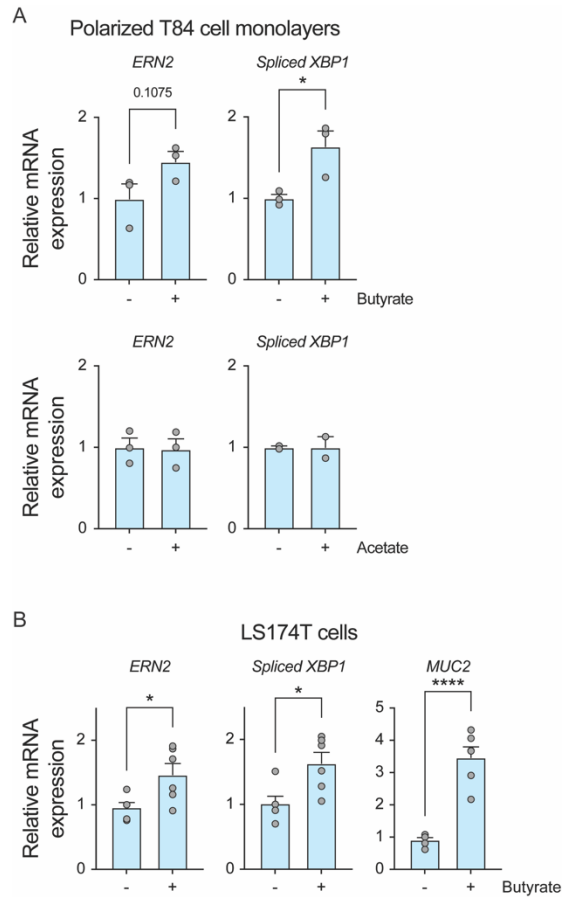 A
Polarized T84 cell monolayers
ERN2
Spliced XBP1
0.1075
*
Relative mRNA
expression
2
1
0
2
1
0
- + - + Butyrate
ERN2
Spliced XBP1
Relative mRNA
expression
2
1
0
2
1
0
- + - + Acetate
B
LS174T cells
ERN2
Spliced XBP1
MUC2
*
*
****
Relative mRNA
expression
2
1
0
2
1
0
5
4
3
2
1
0
- + - + - + Butyrate